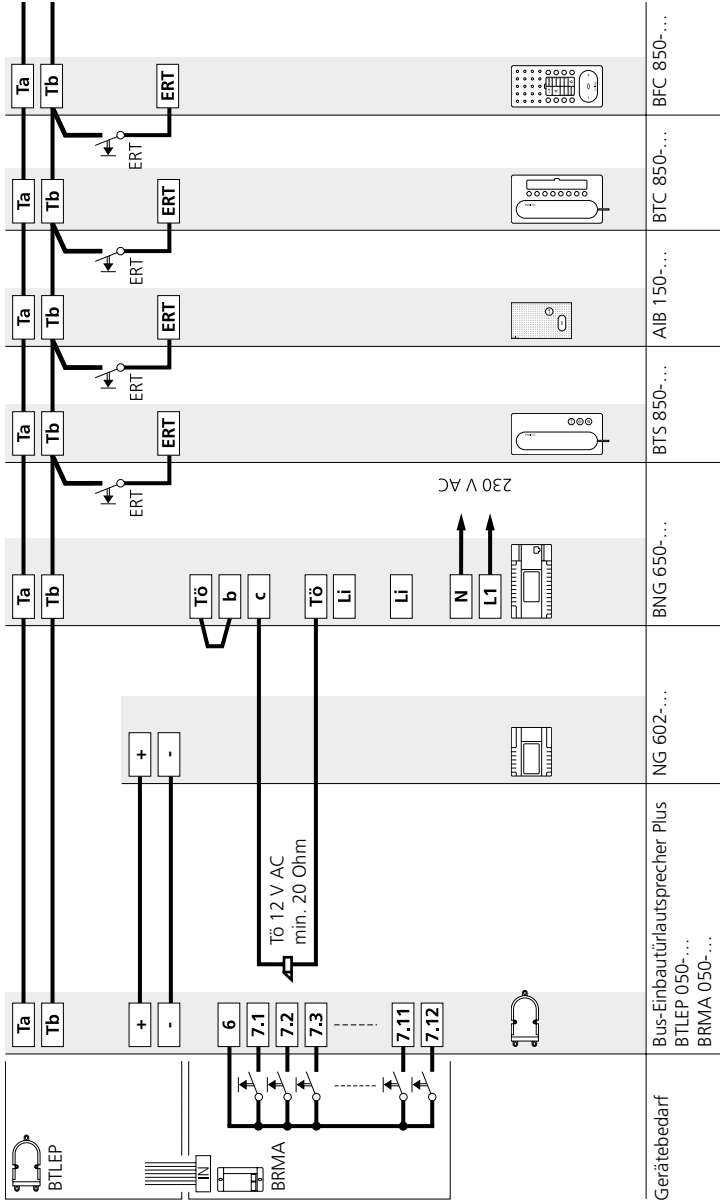 Ta Ta Ta Ta Ta Ta
Tb Tb Tb Tb Tb Tb
BTLEP
+ +
ERT ERT ERT ERT
- -
ERT ERT ERT ERT
IN
Tö
6
b
7.1
c
BRMA
Tö 12 V AC
min. 20 Ohm
7.2
7.3
Tö
Li
7.11
Li
7.12
N
L1
230 V AC
Gerätebedarf
Bus-Einbautürlautsprecher Plus
BTLEP 050-...
BRMA 050-...
NG 602-...
BNG 650-...
BTS 850-...
AIB 150-...
BTC 850-...
BFC 850-...